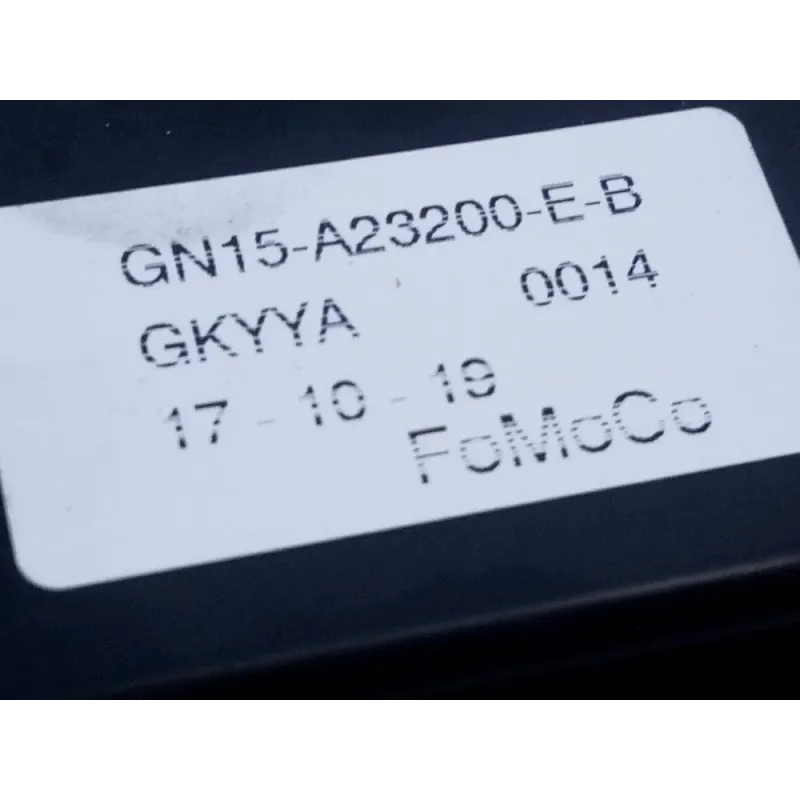 GN15-A23200-E-B
GKYYA 0014
17 - 10 - 19
FoMoCo